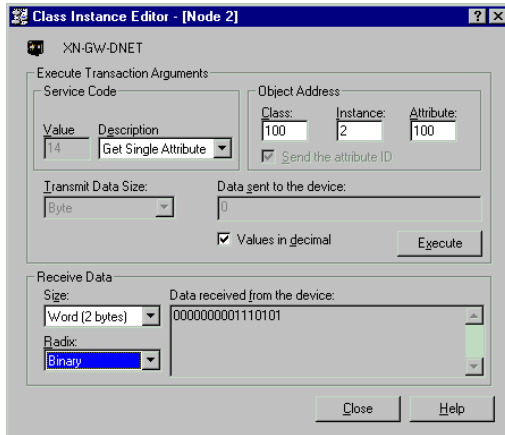 Class Instance Editor - [Node 2]
XN-GW-DNET
Execute Transaction Arguments
Service Code
Object Address
Class: Instance: Attribute:
Value Description
100 2 100
14 Get Single Attribute
Send the attribute ID
Transmit Data Size: Data sent to the device:
Byte 0
Values in decimal Execute
Receive Data
Size: Data received from the device:
Word (2 bytes) 0000000001110101
Radix:
Binary
Close Help